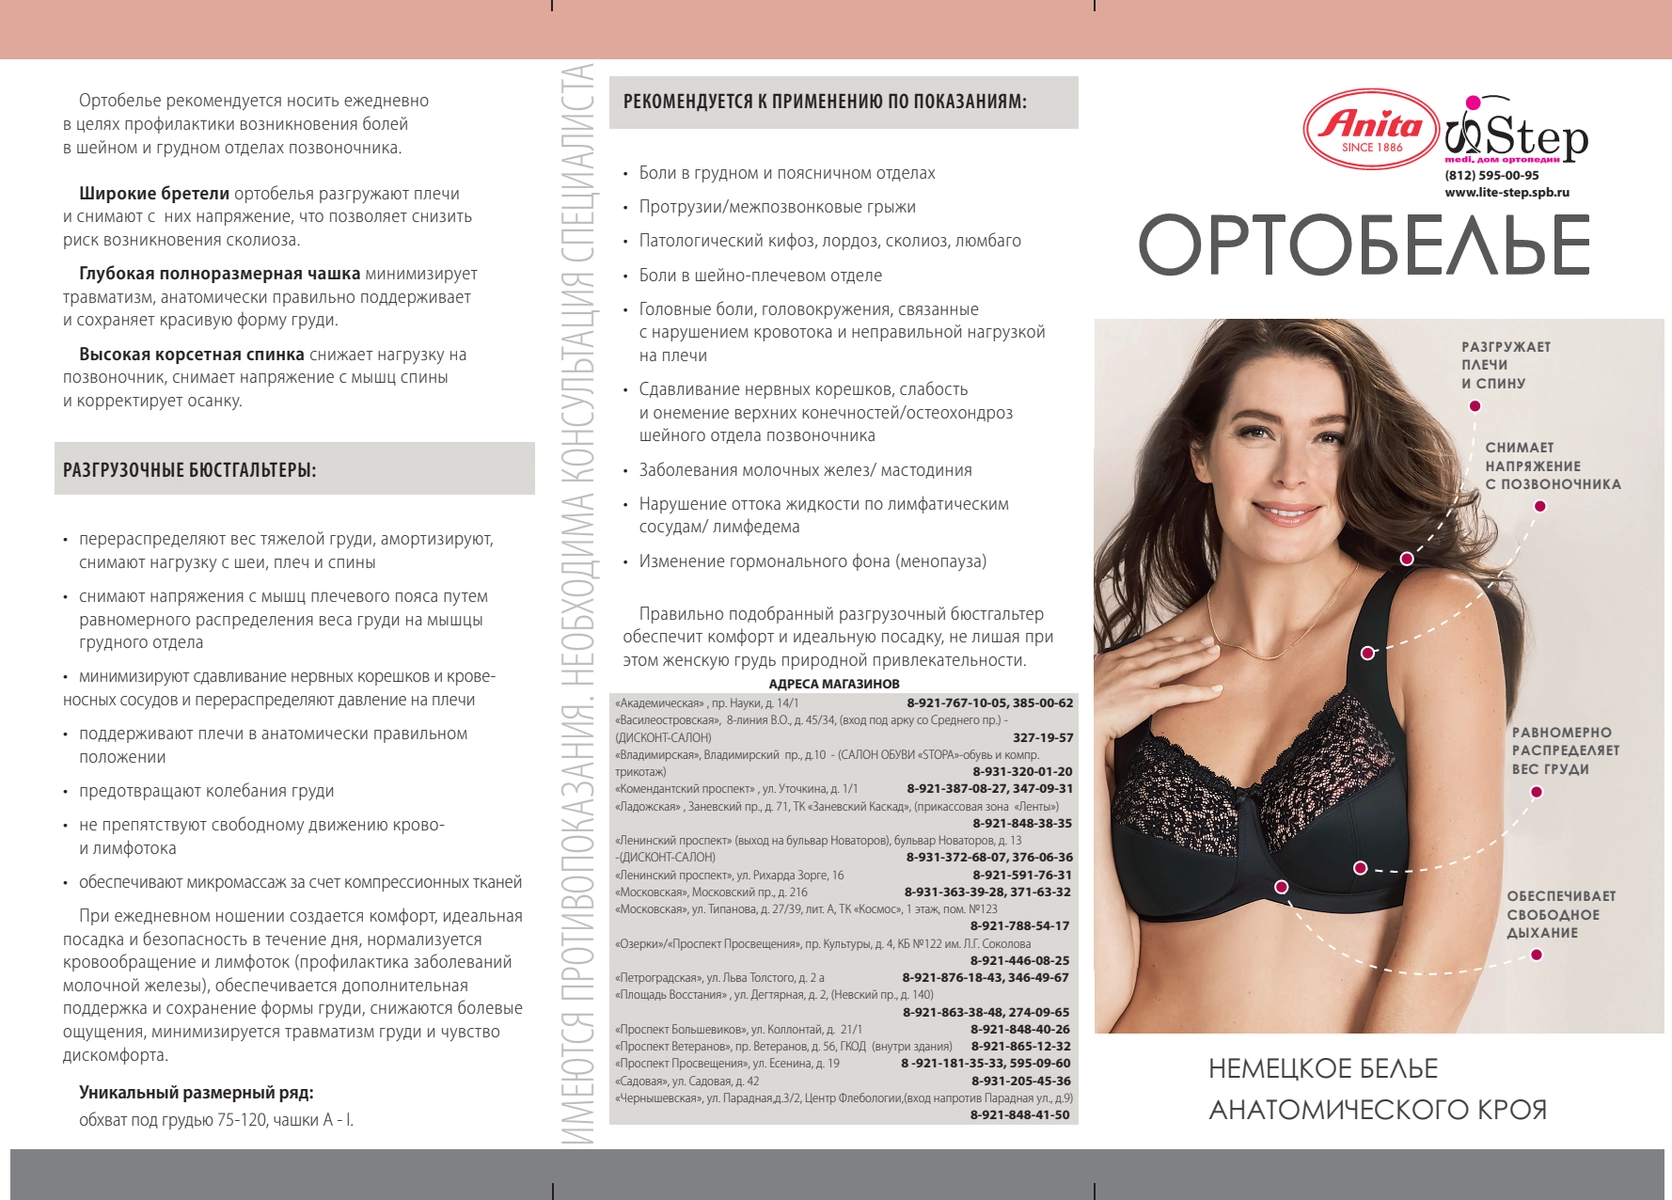 Ортобелье рекомендуется носить ежедневно
в целях профилактики возникновения болей
в шейном и грудном отделах позвоночника.
Широкие бретели ортобелья разгружают плечи
и снимают с них напряжение, что позволяет снизить
риск возникновения сколиоза.
Глубокая полноразмерная чашка минимизирует
травматизм, анатомически правильно поддерживает
и сохраняет красивую форму груди.
Высокая корсетная спинка снижает нагрузку на
позвоночник, снимает напряжение с мышц спины
и корректирует осанку.
РАЗГРУЗОЧНЫЕ БЮСТГАЛЬТЕРЫ:
• перераспределяют вес тяжелой груди, амортизируют,
снимают нагрузку с шеи, плеч и спины
• снимают напряжения с мышц плечевого пояса путем
равномерного распределения веса груди на мышцы
грудного отдела
• минимизируют сдавливание нервных корешков и крове-
носных сосудов и перераспределяют давление на плечи
• поддерживают плечи в анатомически правильном
положении
• предотвращают колебания груди
• не препятствуют свободному движению крово-
и лимфотока
• обеспечивают микромассаж за счет компрессионных тканей
При ежедневном ношении создается комфорт, идеальная
посадка и безопасность в течение дня, нормализуется
кровообращение и лимфоток (профилактика заболеваний
молочной железы), обеспечивается дополнительная
поддержка и сохранение формы груди, снижаются болевые
ощущения, минимизируется травматизм груди и чувство
дискомфорта.
Уникальный размерный ряд:
обхват под грудью 75-120, чашки A - I.
ИМЕЮТСЯ ПРОТИВОПОКАЗАНИЯ. НЕОБХОДИМА КОНСУЛЬТАЦИЯ СПЕЦИАЛИСТА
РЕКОМЕНДУЕТСЯ К ПРИМЕНЕНИЮ ПО ПОКАЗАНИЯМ:
• Боли в грудном и поясничном отделах
• Протрузии/межпозвонковые грыжи
• Патологический кифоз, лордоз, сколиоз, люмбаго
• Боли в шейно-плечевом отделе
• Головные боли, головокружения, связанные
с нарушением кровотока и неправильной нагрузкой
на плечи
• Сдавливание нервных корешков, слабость
и онемение верхних конечностей/остеохондроз
шейного отдела позвоночника
• Заболевания молочных желез/ мастодиния
• Нарушение оттока жидкости по лимфатическим
сосудам/ лимфедема
• Изменение гормонального фона (менопауза)
Правильно подобранный разгрузочный бюстгальтер
обеспечит комфорт и идеальную посадку, не лишая при
этом женскую грудь природной привлекательности.
АДРЕСА МАГАЗИНОВ
«Академическая» , пр. Науки, д. 14/1 8-921-767-10-05, 385-00-62
«Василеостровская», 8-линия В.О., д. 45/34, (вход под арку со Среднего пр.) -
(ДИСКОНТ-САЛОН) 327-19-57
«Владимирская», Владимирский пр., д.10 - (САЛОН ОБУВИ «STOPA»-обувь и компр.
трикотаж) 8-931-320-01-20
«Комендантский проспект» , ул. Уточкина, д. 1/1 8-921-387-08-27, 347-09-31
«Ладожская» , Заневский пр., д. 71, ТК «Заневский Каскад», (прикассовая зона «Ленты»)
8-921-848-38-35
«Ленинский проспект» (выход на бульвар Новаторов), бульвар Новаторов, д. 13
-(ДИСКОНТ-САЛОН) 8-931-372-68-07, 376-06-36
«Ленинский проспект», ул. Рихарда Зорге, 16 8-921-591-76-31
«Московская», Московский пр., д. 216 8-931-363-39-28, 371-63-32
«Московская», ул. Типанова, д. 27/39, лит. А, ТК «Космос», 1 этаж, пом. №123
8-921-788-54-17
«Озерки»/«Проспект Просвещения», пр. Культуры, д. 4, КБ №122 им. Л.Г. Соколова
8-921-446-08-25
«Петроградская», ул. Льва Толстого, д. 2 а 8-921-876-18-43, 346-49-67
«Площадь Восстания» , ул. Дегтярная, д. 2, (Невский пр., д. 140)
8-921-863-38-48, 274-09-65
«Проспект Большевиков», ул. Коллонтай, д. 21/1 8-921-848-40-26
«Проспект Ветеранов», пр. Ветеранов, д. 56, ГКОД (внутри здания) 8-921-865-12-32
«Проспект Просвещения», ул. Есенина, д. 19 8 -921-181-35-33, 595-09-60
«Садовая», ул. Садовая, д. 42 8-931-205-45-36
«Чернышевская», ул. Парадная,д.3/2, Центр Флебологии,(вход напротив Парадная ул., д.9)
8-921-848-41-50
Anita
SINCE 1886
Step
medi. дом ортопедии
(812) 595-00-95
www.lite-step.spb.ru
ОРТОБЕЛЬЕ
РАЗГРУЖАЕТ
ПЛЕЧИ
И СПИНУ
СНИМАЕТ
НАПРЯЖЕНИЕ
С ПОЗВОНОЧНИКА
РАВНОМЕРНО
РАСПРЕДЕЛЯЕТ
ВЕС ГРУДИ
ОБЕСПЕЧИВАЕТ
СВОБОДНОЕ
ДЫХАНИЕ
НЕМЕЦКОЕ БЕЛЬЕ
АНАТОМИЧЕСКОГО КРОЯ